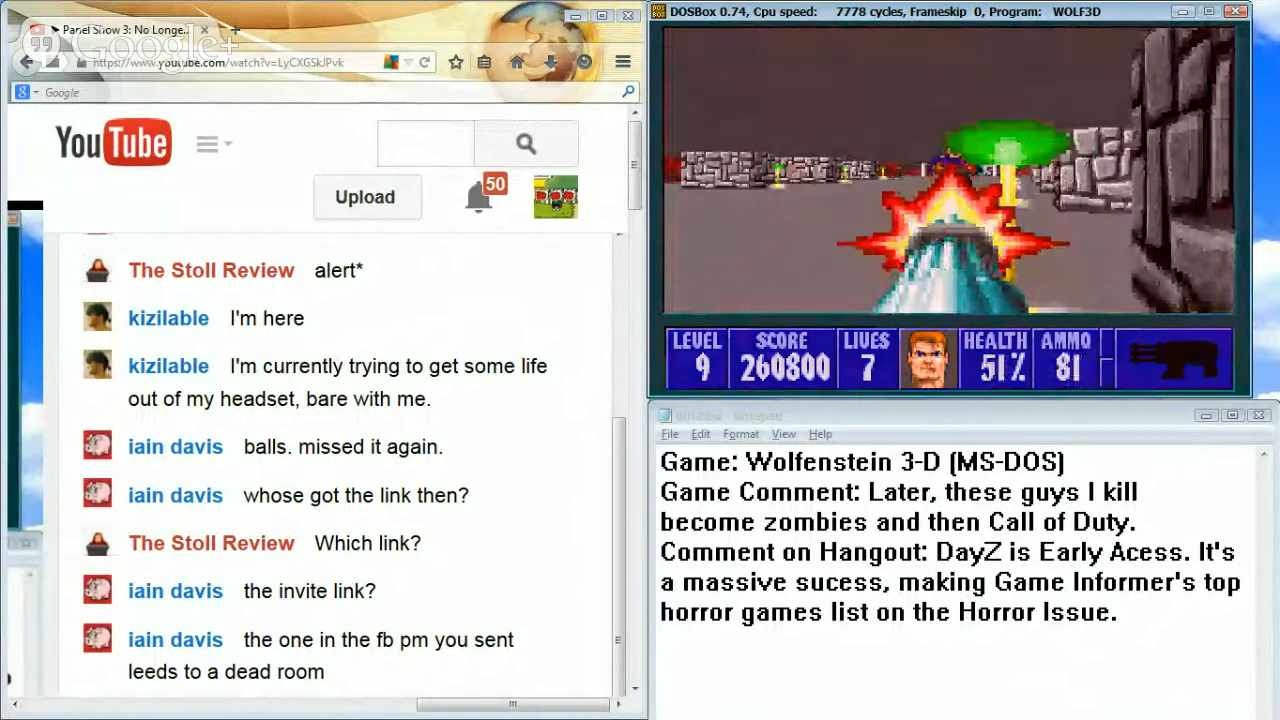 Panel Show 3: No Longe...
Google+
https://www.youtube.com/watch?v=LyCXGSkJPvk
Google
YouTube
Upload
50
The Stoll Review alert*
kizilable I'm here
kizilable I'm currently trying to get some life
out of my headset, bare with me.
iain davis balls. missed it again.
iain davis whose got the link then?
The Stoll Review Which link?
iain davis the invite link?
iain davis the one in the fb pm you sent
leeds to a dead room
DOSBox 0.74, Cpu speed: 7778 cycles, Frameskip 0, Program: WOLF3D
LEVEL SCORE LIVES HEALTH AMMO
9 260800 7 51% 81
Untitled - Notepad
File Edit Format View Help
Game: Wolfenstein 3-D (MS-DOS)
Game Comment: Later, these guys I kill
become zombies and then Call of Duty.
Comment on Hangout: DayZ is Early Acess. It's
a massive sucess, making Game Informer's top
horror games list on the Horror Issue.